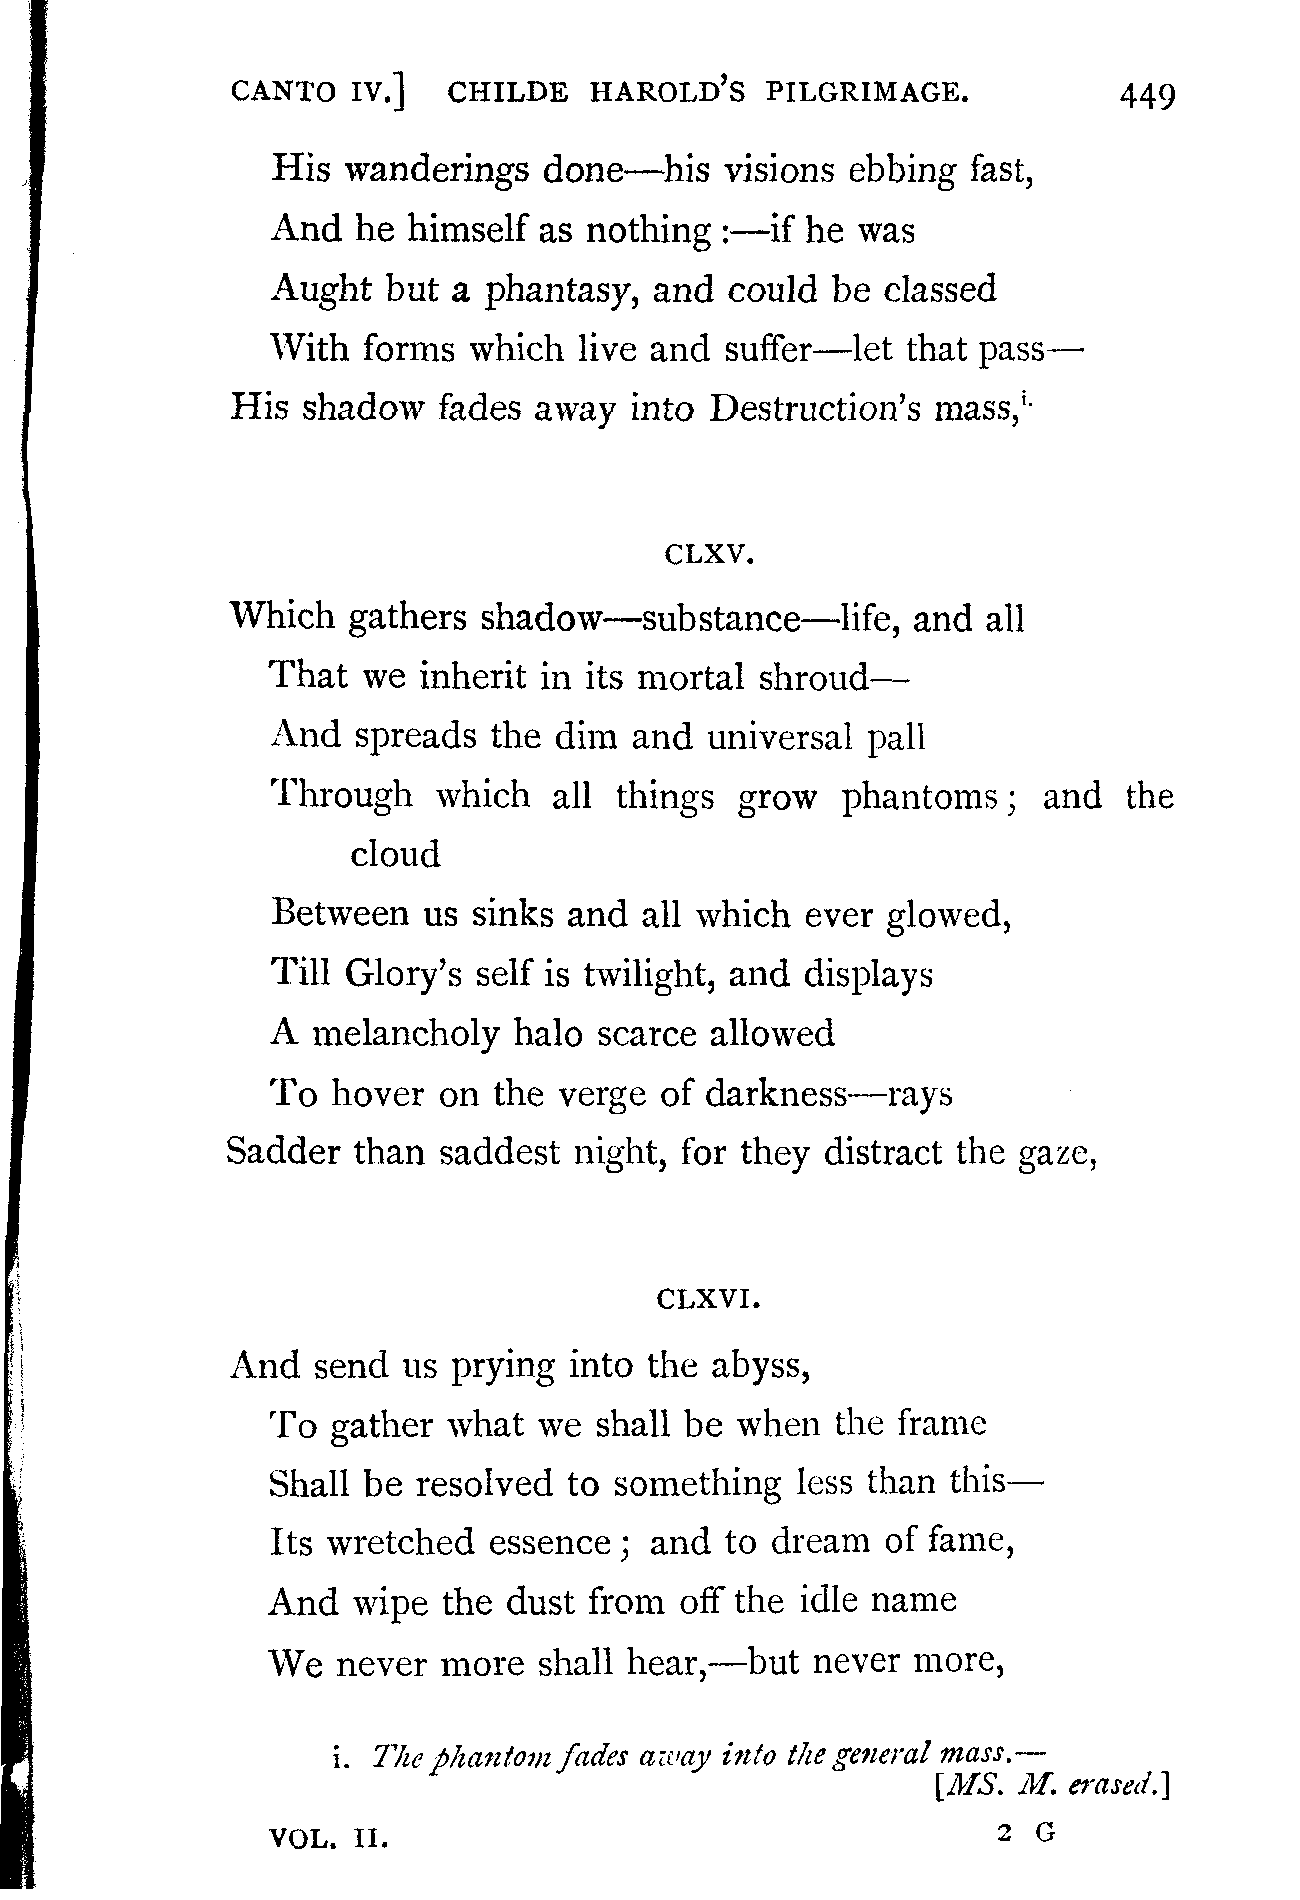 CANTO IV.] CHILDE HAROLD'S PILGRIMAGE. 449
His wanderings done—his visions ebbing fast,
And he himself as nothing :—if he was
Aught but a phantasy, and could be classed
With forms which live and suffer—let that pass—
His shadow fades away into Destruction's mass,i.
CLXV.
Which gathers shadow—substance—life, and all
That we inherit in its mortal shroud—
And spreads the dim and universal pall
Through which all things grow phantoms ; and the
cloud
Between us sinks and all which ever glowed,
Till Glory's self is twilight, and displays
A melancholy halo scarce allowed
To hover on the verge of darkness—rays
Sadder than saddest night, for they distract the gaze,
CLXVI.
And send us prying into the abyss,
To gather what we shall be when the frame
Shall be resolved to something less than this—
Its wretched essence ; and to dream of fame,
And wipe the dust from off the idle name
We never more shall hear,—but never more,
i. The phantom fades away into the general mass.—
[MS. M. erased.]
VOL. II. 2 G